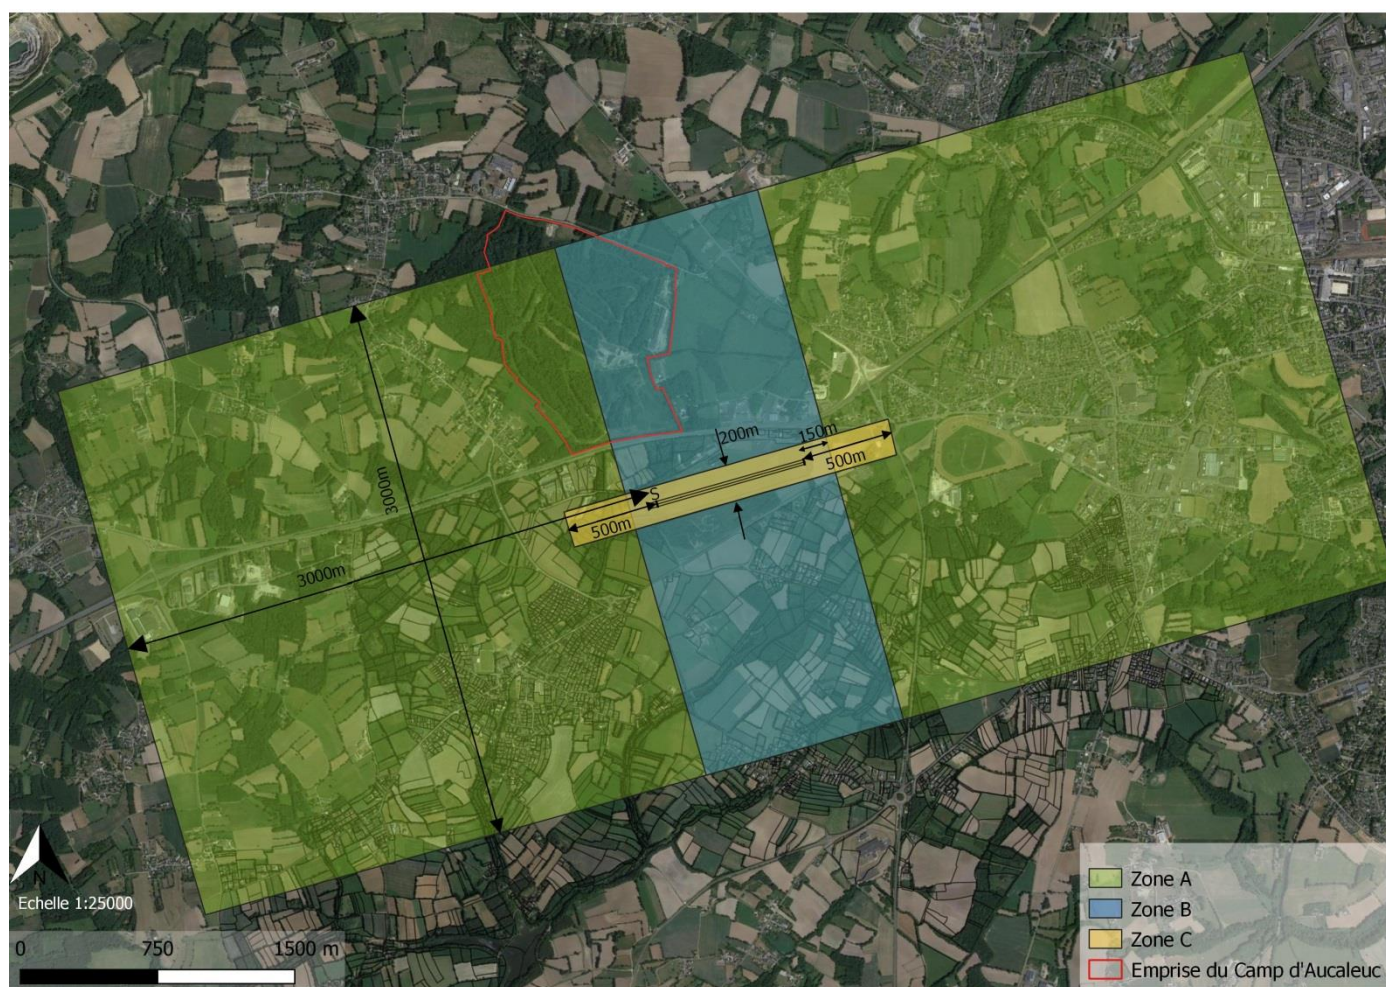 200m
150m
500m
3000m
S
500m
3000m
N
Echelle 1:25000
0 750 1500 m
Zone A
Zone B
Zone C
Emprise du Camp d'Aucaleuc